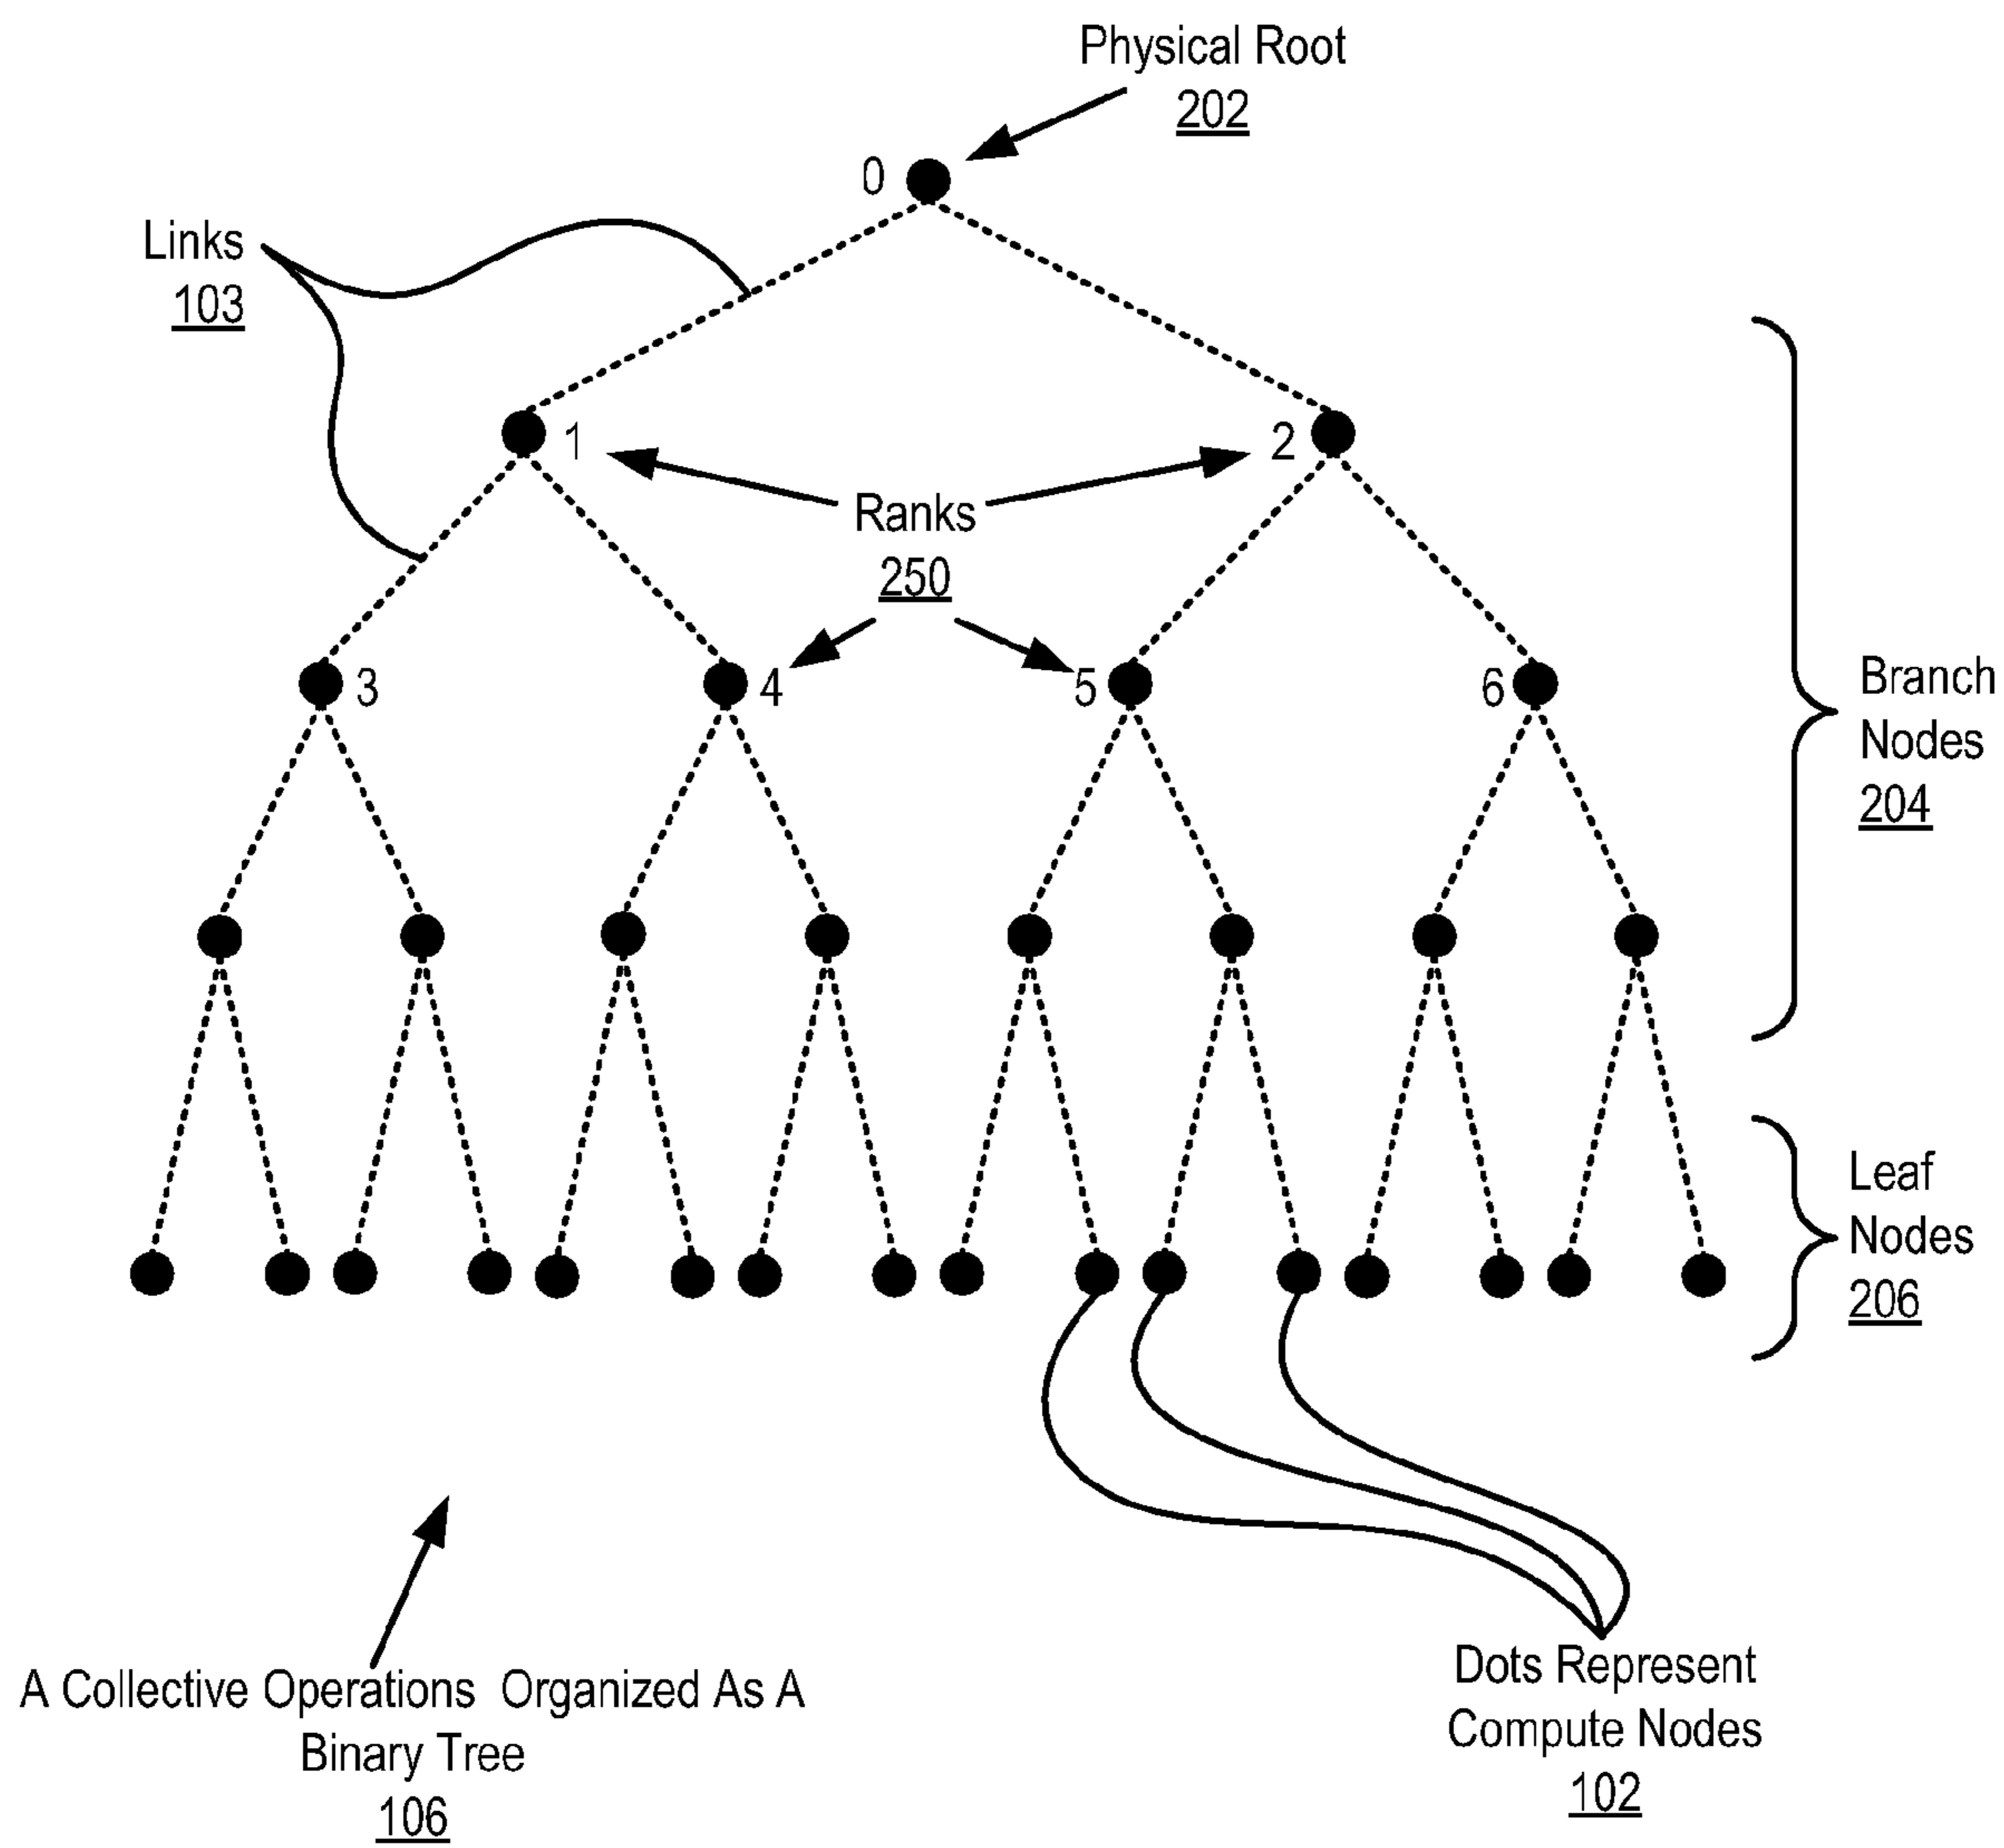 Physical Root
202
0
Links
103
1
2
Ranks
250
3
4
5
6
Branch
Nodes
204
Leaf
Nodes
206
A Collective Operations Organized As A
Binary Tree
106
Dots Represent
Compute Nodes
102